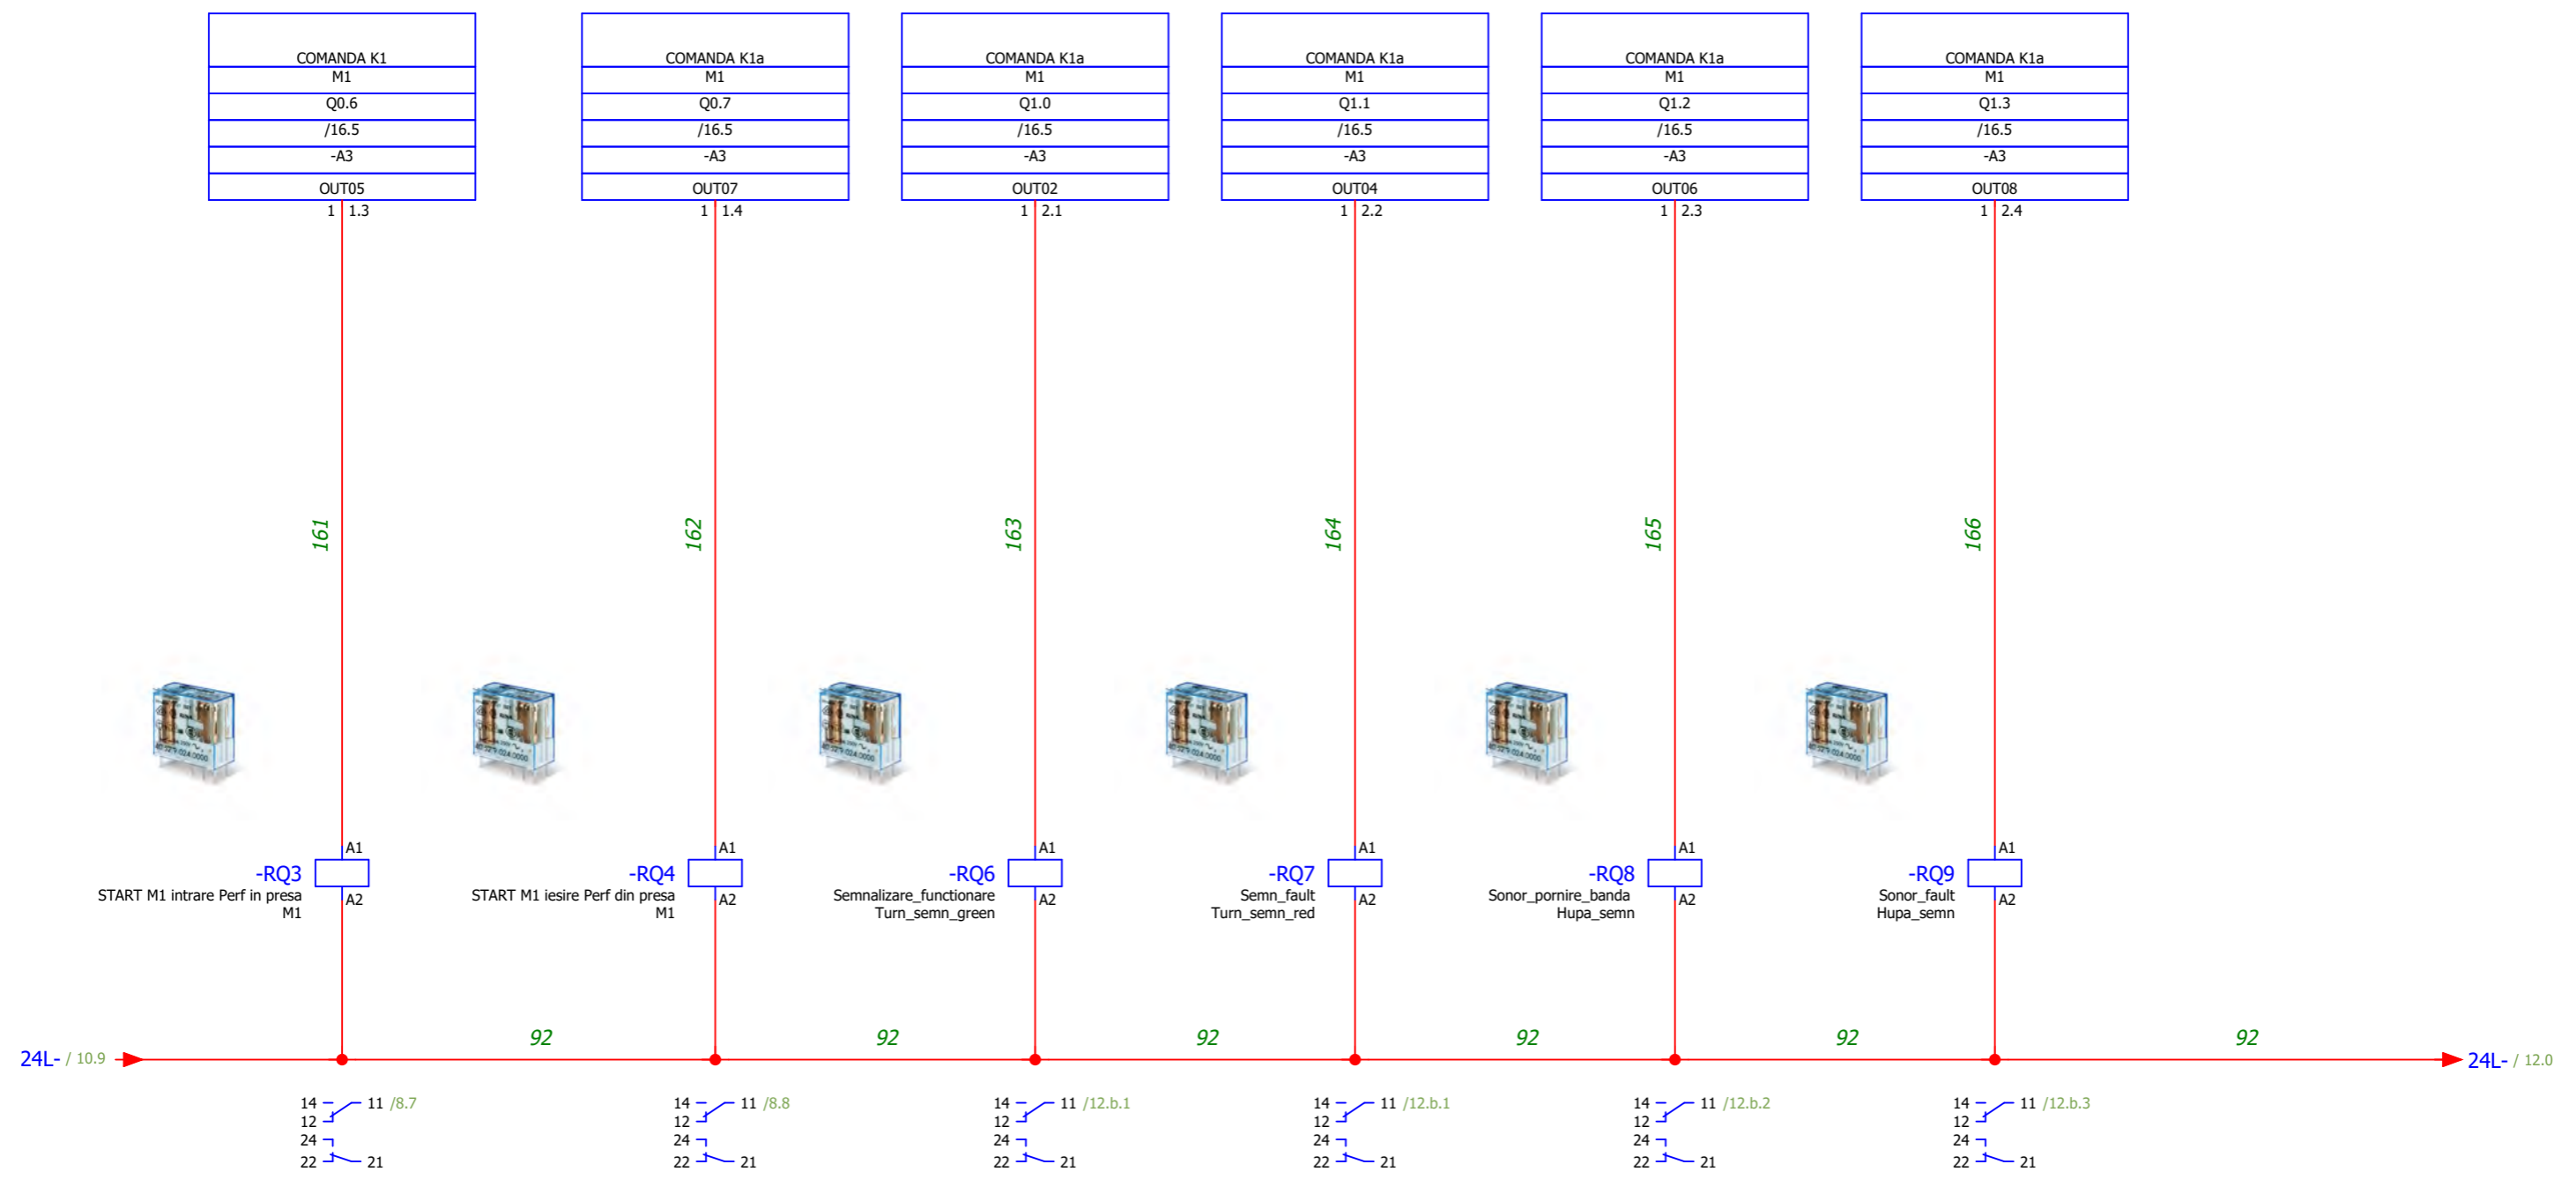 COMANDA K1
M1
Q0.6
/16.5
-A3
OUT05
1 1.3
COMANDA K1a
M1
Q0.7
/16.5
-A3
OUT07
1 1.4
COMANDA K1a
M1
Q1.0
/16.5
-A3
OUT02
1 2.1
COMANDA K1a
M1
Q1.1
/16.5
-A3
OUT04
1 2.2
COMANDA K1a
M1
Q1.2
/16.5
-A3
OUT06
1 2.3
COMANDA K1a
M1
Q1.3
/16.5
-A3
OUT08
1 2.4
161
162
163
164
165
166
A1
-RQ3
START M1 intrare Perf in presa
M1
A2
A1
-RQ4
START M1 iesire Perf din presa
M1
A2
A1
-RQ6
Semnalizare_functionare
Turn_semn_green
A2
A1
-RQ7
Semn_fault
Turn_semn_red
A2
A1
-RQ8
Sonor_pornire_banda
Hupa_semn
A2
A1
-RQ9
Sonor_fault
Hupa_semn
A2
92
92
92
92
92
92
24L- / 10.9
24L- / 12.0
14 11 /8.7
12
24
22 21
14 11 /8.8
12
24
22 21
14 11 /12.b.1
12
24
22 21
14 11 /12.b.1
12
24
22 21
14 11 /12.b.2
12
24
22 21
14 11 /12.b.3
12
24
22 21